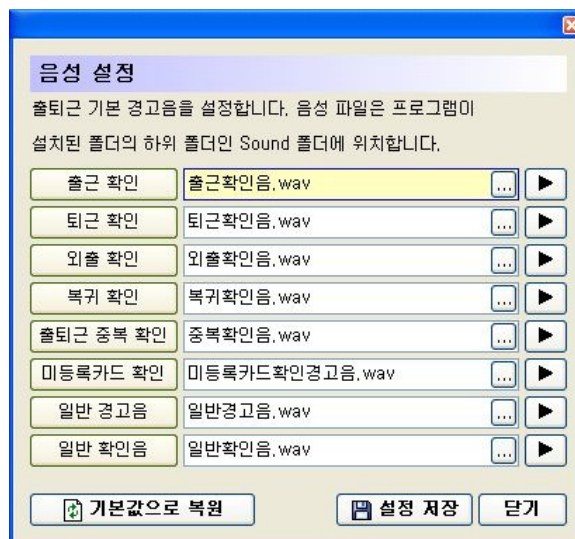 음성 설정
출퇴근 기본 경고음을 설정합니다. 음성 파일은 프로그램이
설치된 폴더의 하위 폴더인 Sound 폴더에 위치합니다.
출근 확인 출근확인음.wav ...
퇴근 확인 퇴근확인음.wav ...
외출 확인 외출확인음.wav ...
복귀 확인 복귀확인음.wav ...
출퇴근 중복 확인 중복확인음.wav ...
미등록카드 확인 미등록카드확인경고음.wav ...
일반 경고음 일반경고음.wav ...
일반 확인음 일반확인음.wav ...
기본값으로 복원 설정 저장 닫기